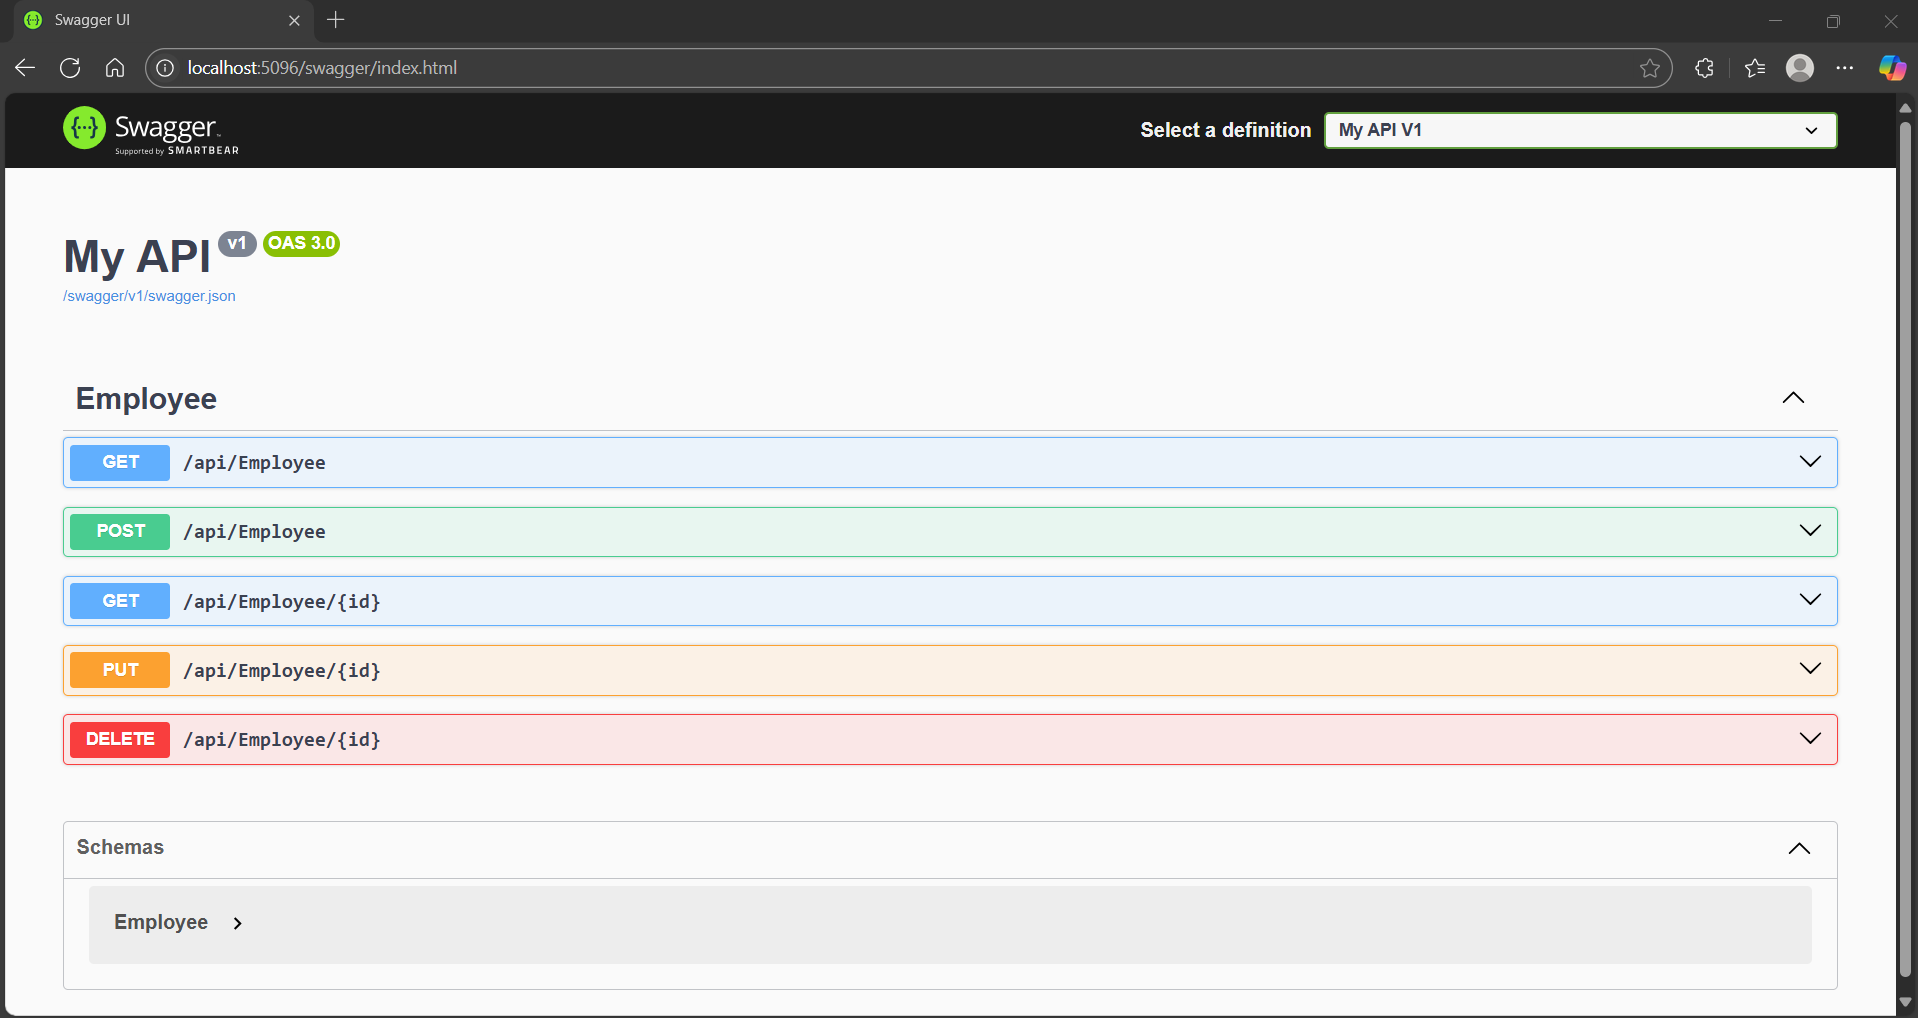 Swagger UI
localhost:5096/swagger/index.html
{···} Swagger™
Supported by SMARTBEAR
Select a definition
My API V1
My API v1 OAS 3.0
/swagger/v1/swagger.json
Employee
GET /api/Employee
POST /api/Employee
GET /api/Employee/{id}
PUT /api/Employee/{id}
DELETE /api/Employee/{id}
Schemas
Employee